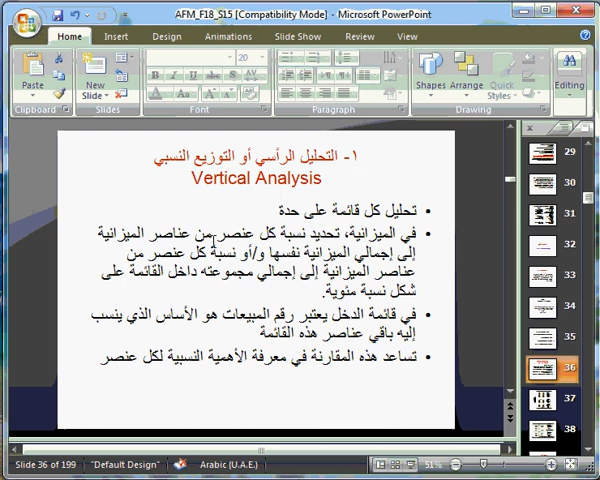 AFM_F18_S15 [Compatibility Mode] - Microsoft PowerPoint
Home Insert Design Animations Slide Show Review View
Paste
New Slide
20
B I U abc S AV
Aa A A A
Shapes Arrange Quick Styles
Editing
Clipboard Slides Font Paragraph Drawing
١- التحليل الرأسي أو التوزيع النسبي
Vertical Analysis
• تحليل كل قائمة على حدة
• في الميزانية، تحديد نسبة كل عنصر من عناصر الميزانية
إلى إجمالي الميزانية نفسها و/أو نسبة كل عنصر من
عناصر الميزانية إلى إجمالي مجموعته داخل القائمة على
شكل نسبة مئوية.
• في قائمة الدخل يعتبر رقم المبيعات هو الأساس الذي ينسب
إليه باقي عناصر هذه القائمة
• تساعد هذه المقارنة في معرفة الأهمية النسبية لكل عنصر
29
30
31
32
33
34
35
36
37
38
Slide 36 of 199 "Default Design" Arabic (U.A.E.) 51%